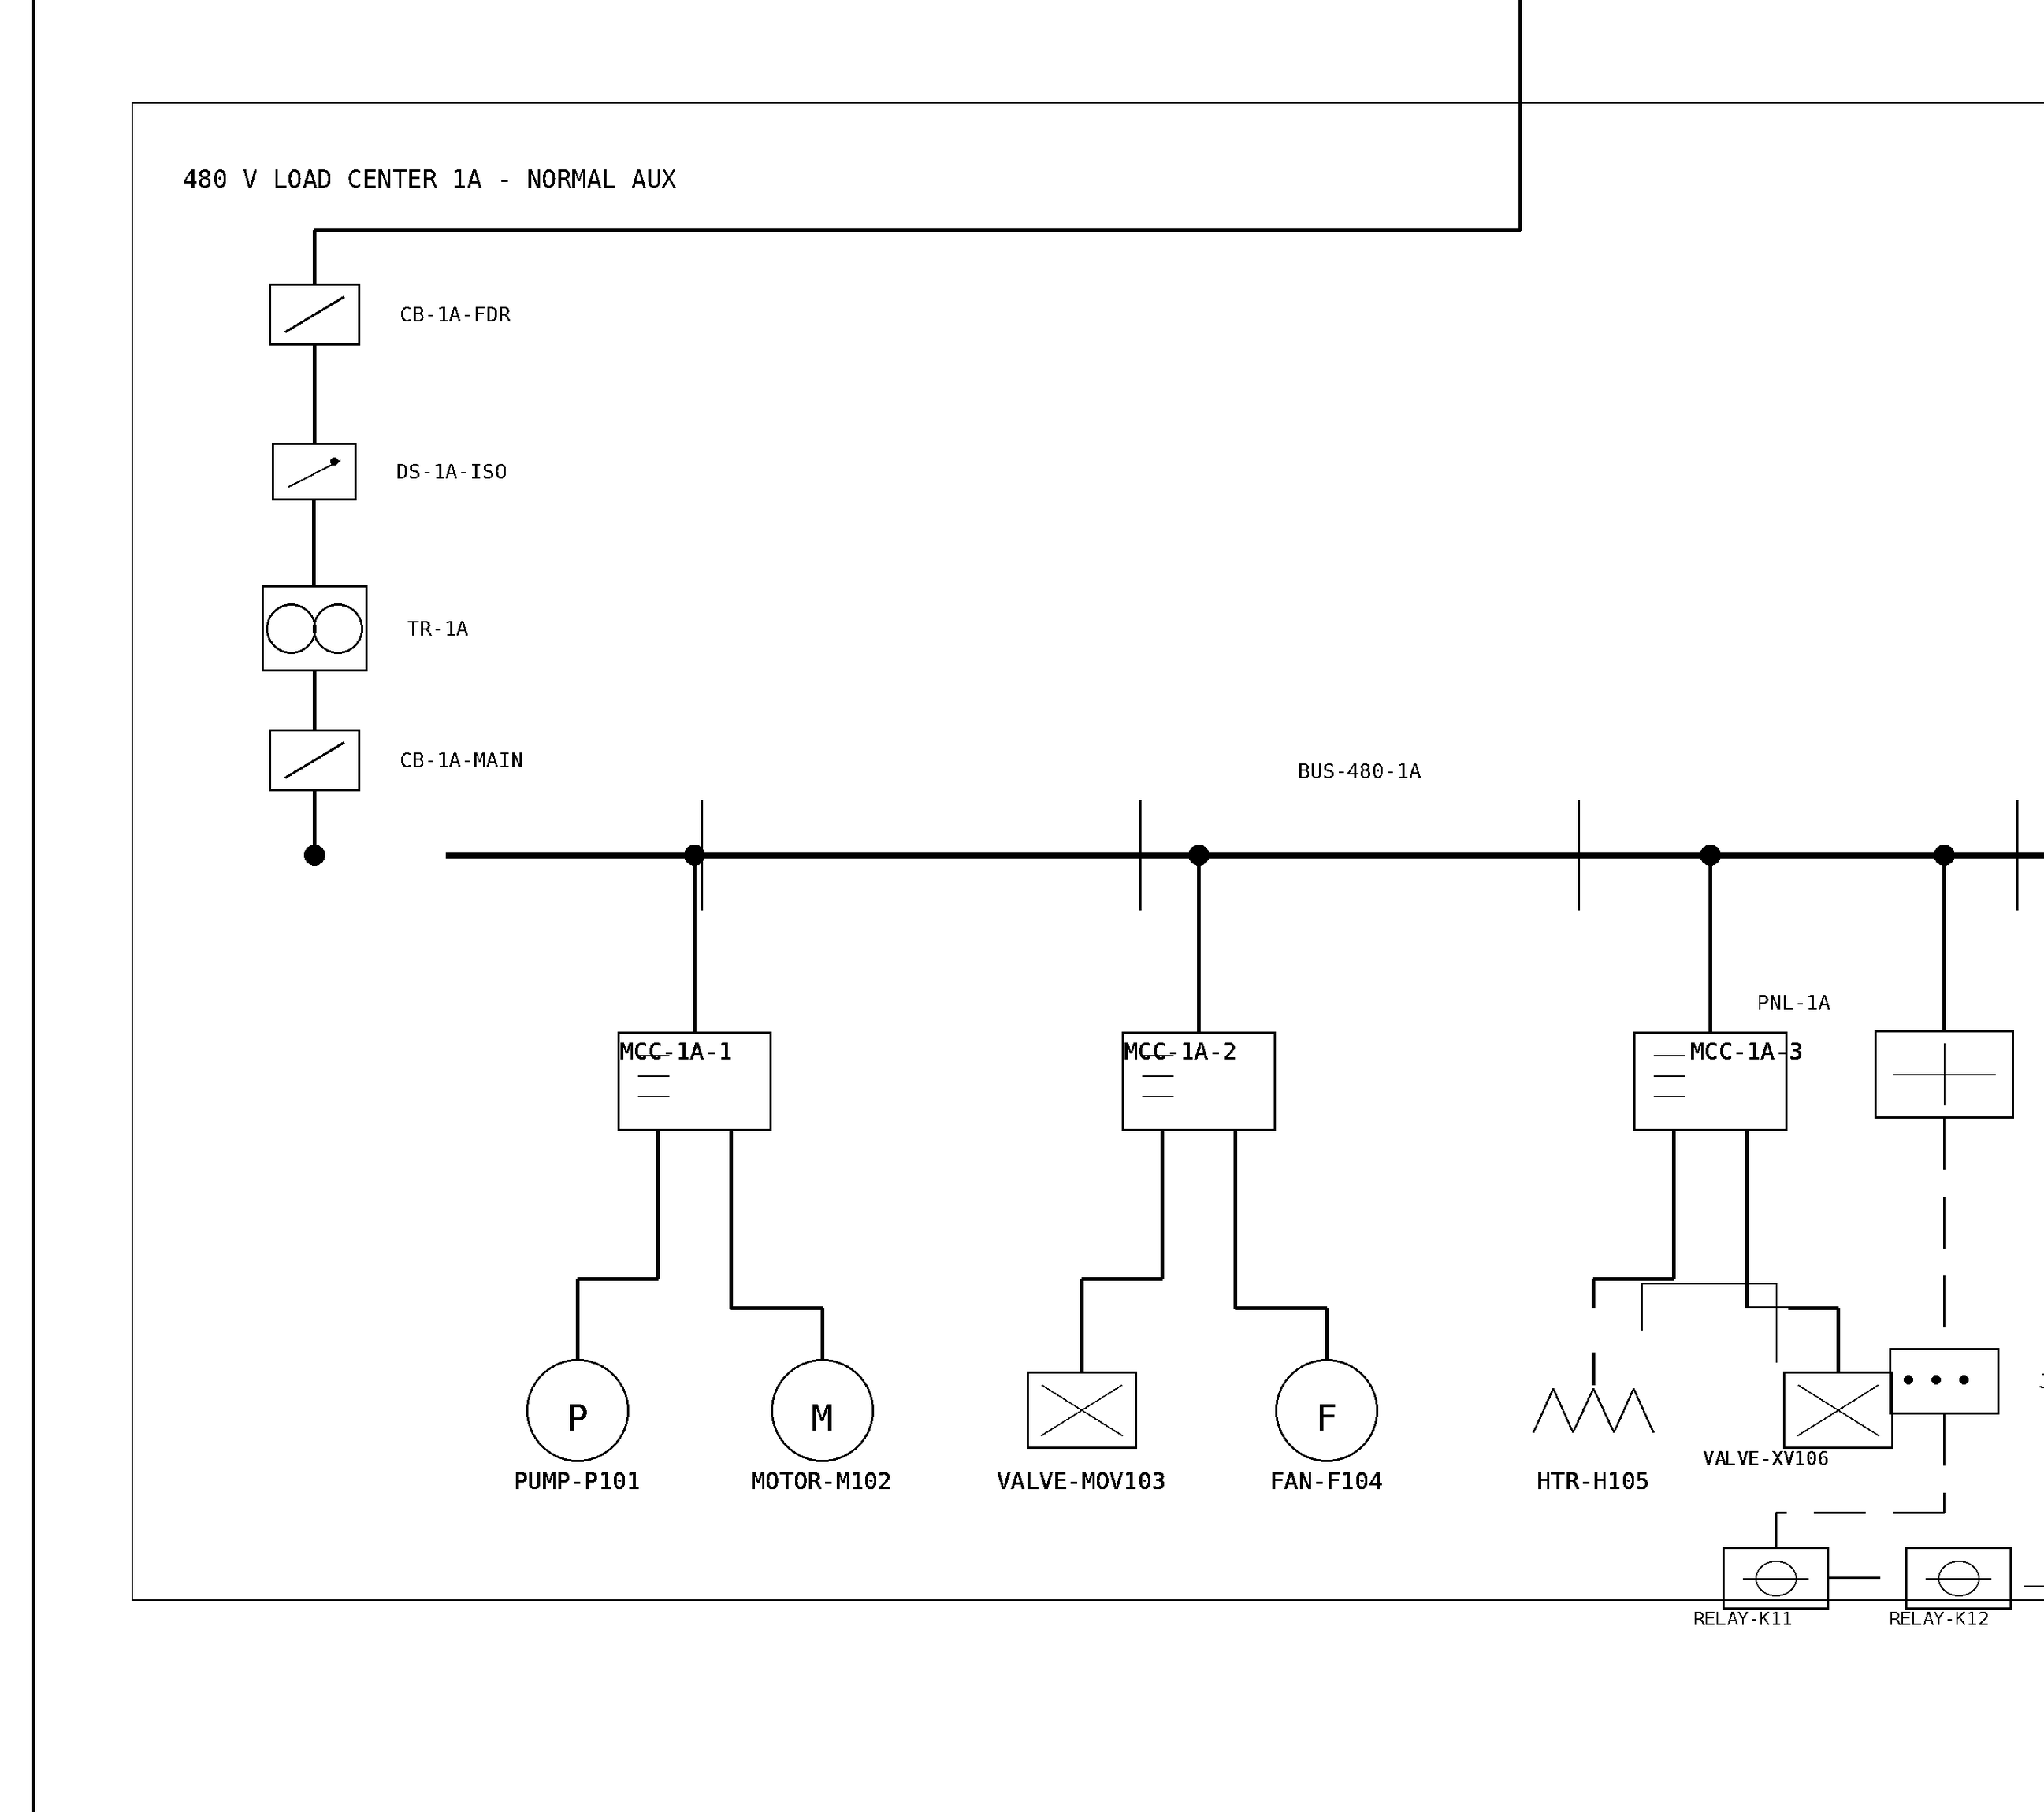 480 V LOAD CENTER 1A - NORMAL AUX
CB-1A-FDR
DS-1A-ISO
TR-1A
CB-1A-MAIN
BUS-480-1A
PNL-1A
MCC-1A-1
MCC-1A-2
MCC-1A-3
P
M
F
PUMP-P101
MOTOR-M102
VALVE-MOV103
FAN-F104
HTR-H105
VALVE-XV106
RELAY-K11
RELAY-K12